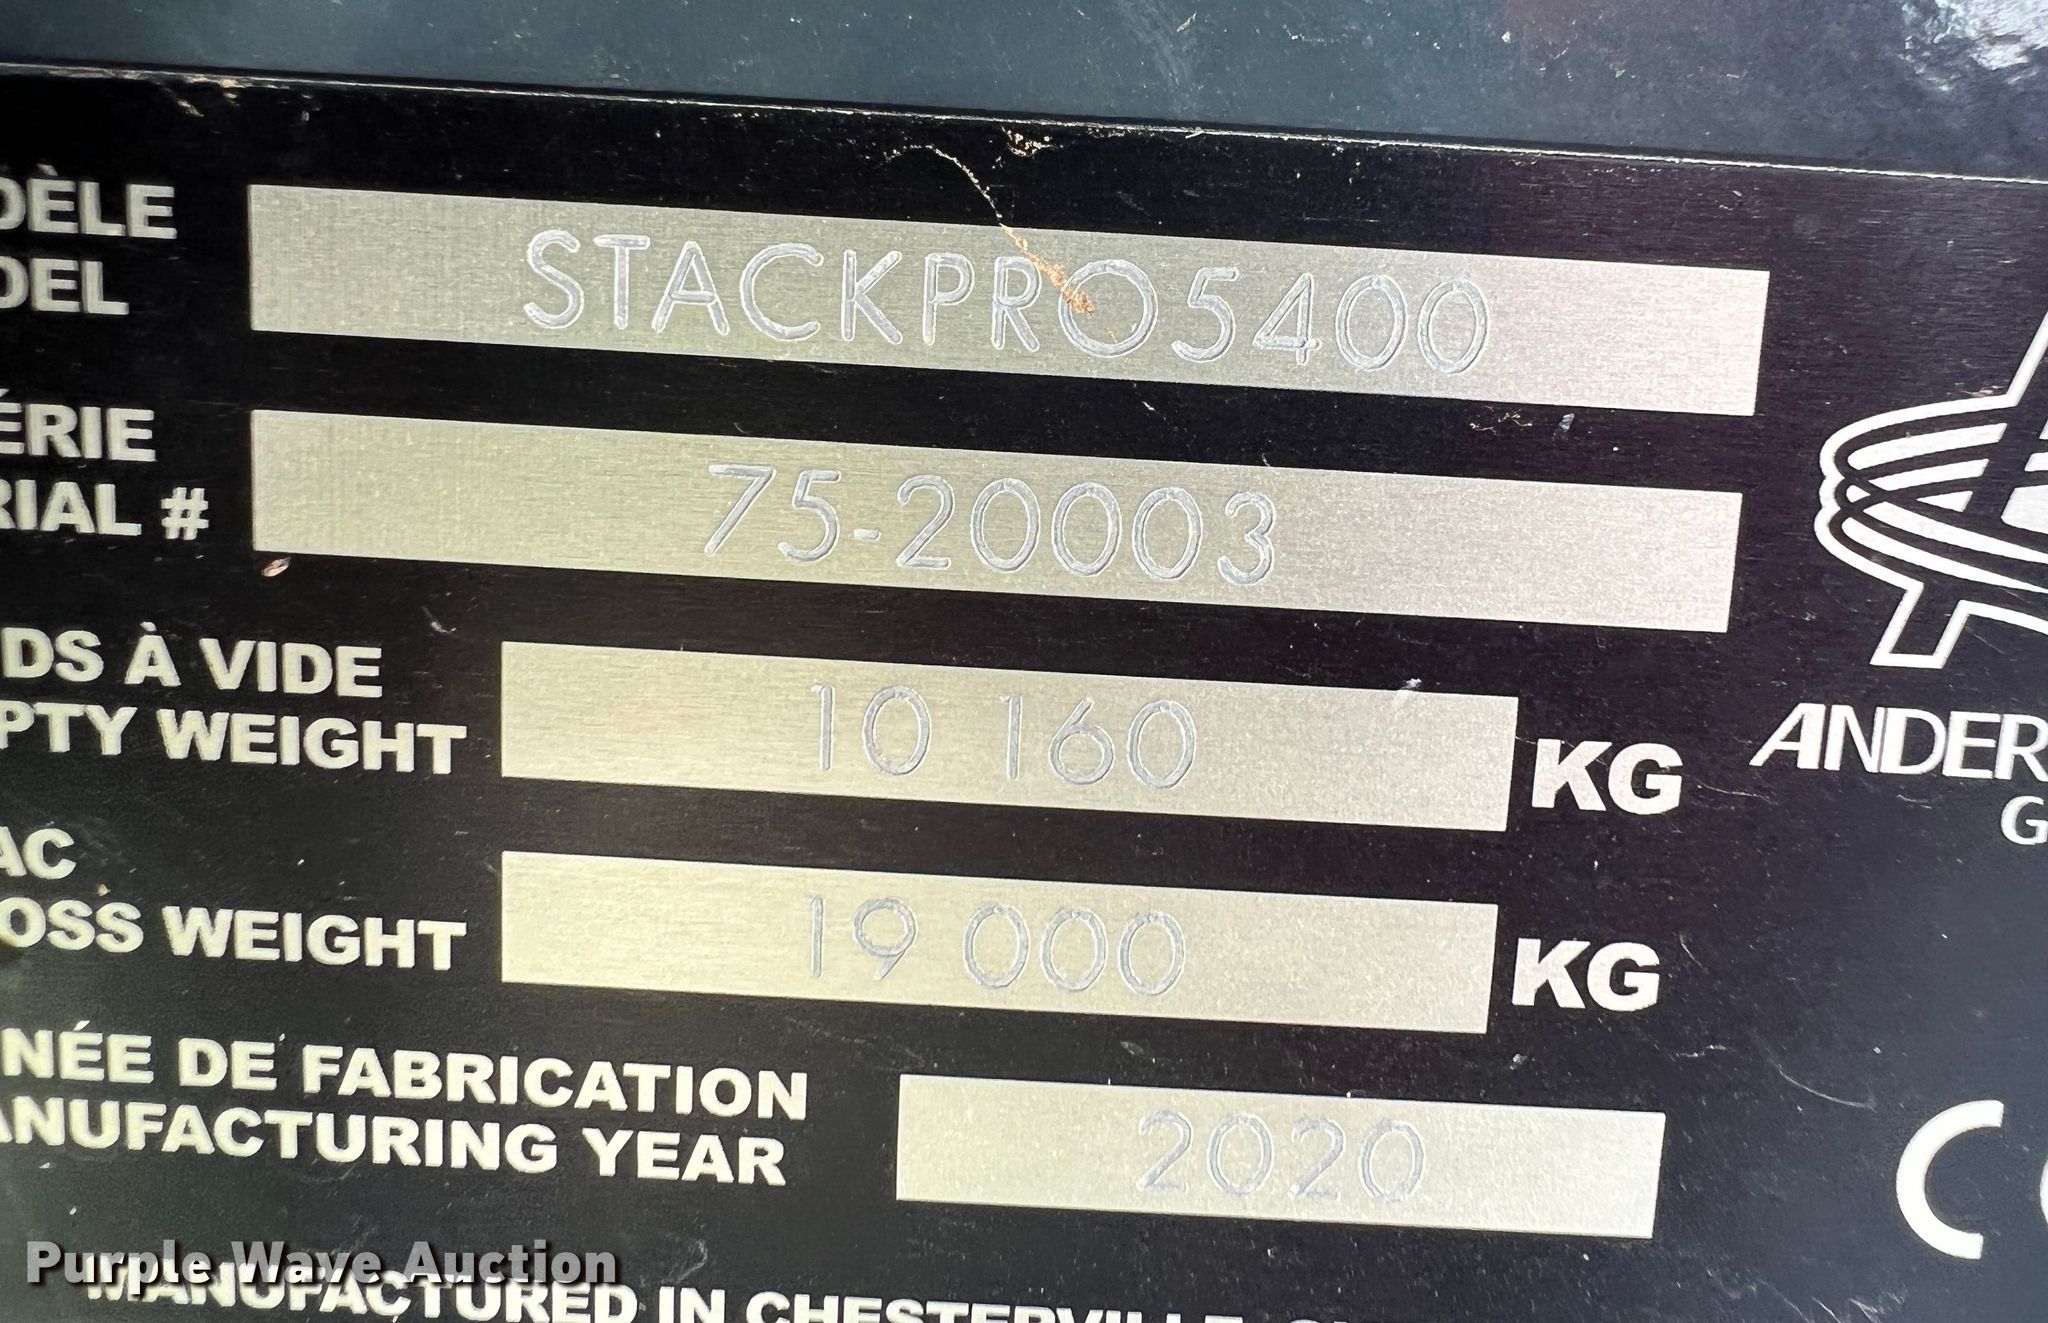 DÈLE
DEL
STACKPRO5400
ÉRIE
RIAL #
75-20003
DS À VIDE
PTY WEIGHT
10 160
KG
AC
OSS WEIGHT
19 000
KG
NÉE DE FABRICATION
ANUFACTURING YEAR
2020
ANDER
G
C
Purple Wave Auction
MANUFACTURED IN CHESTERVILLE,